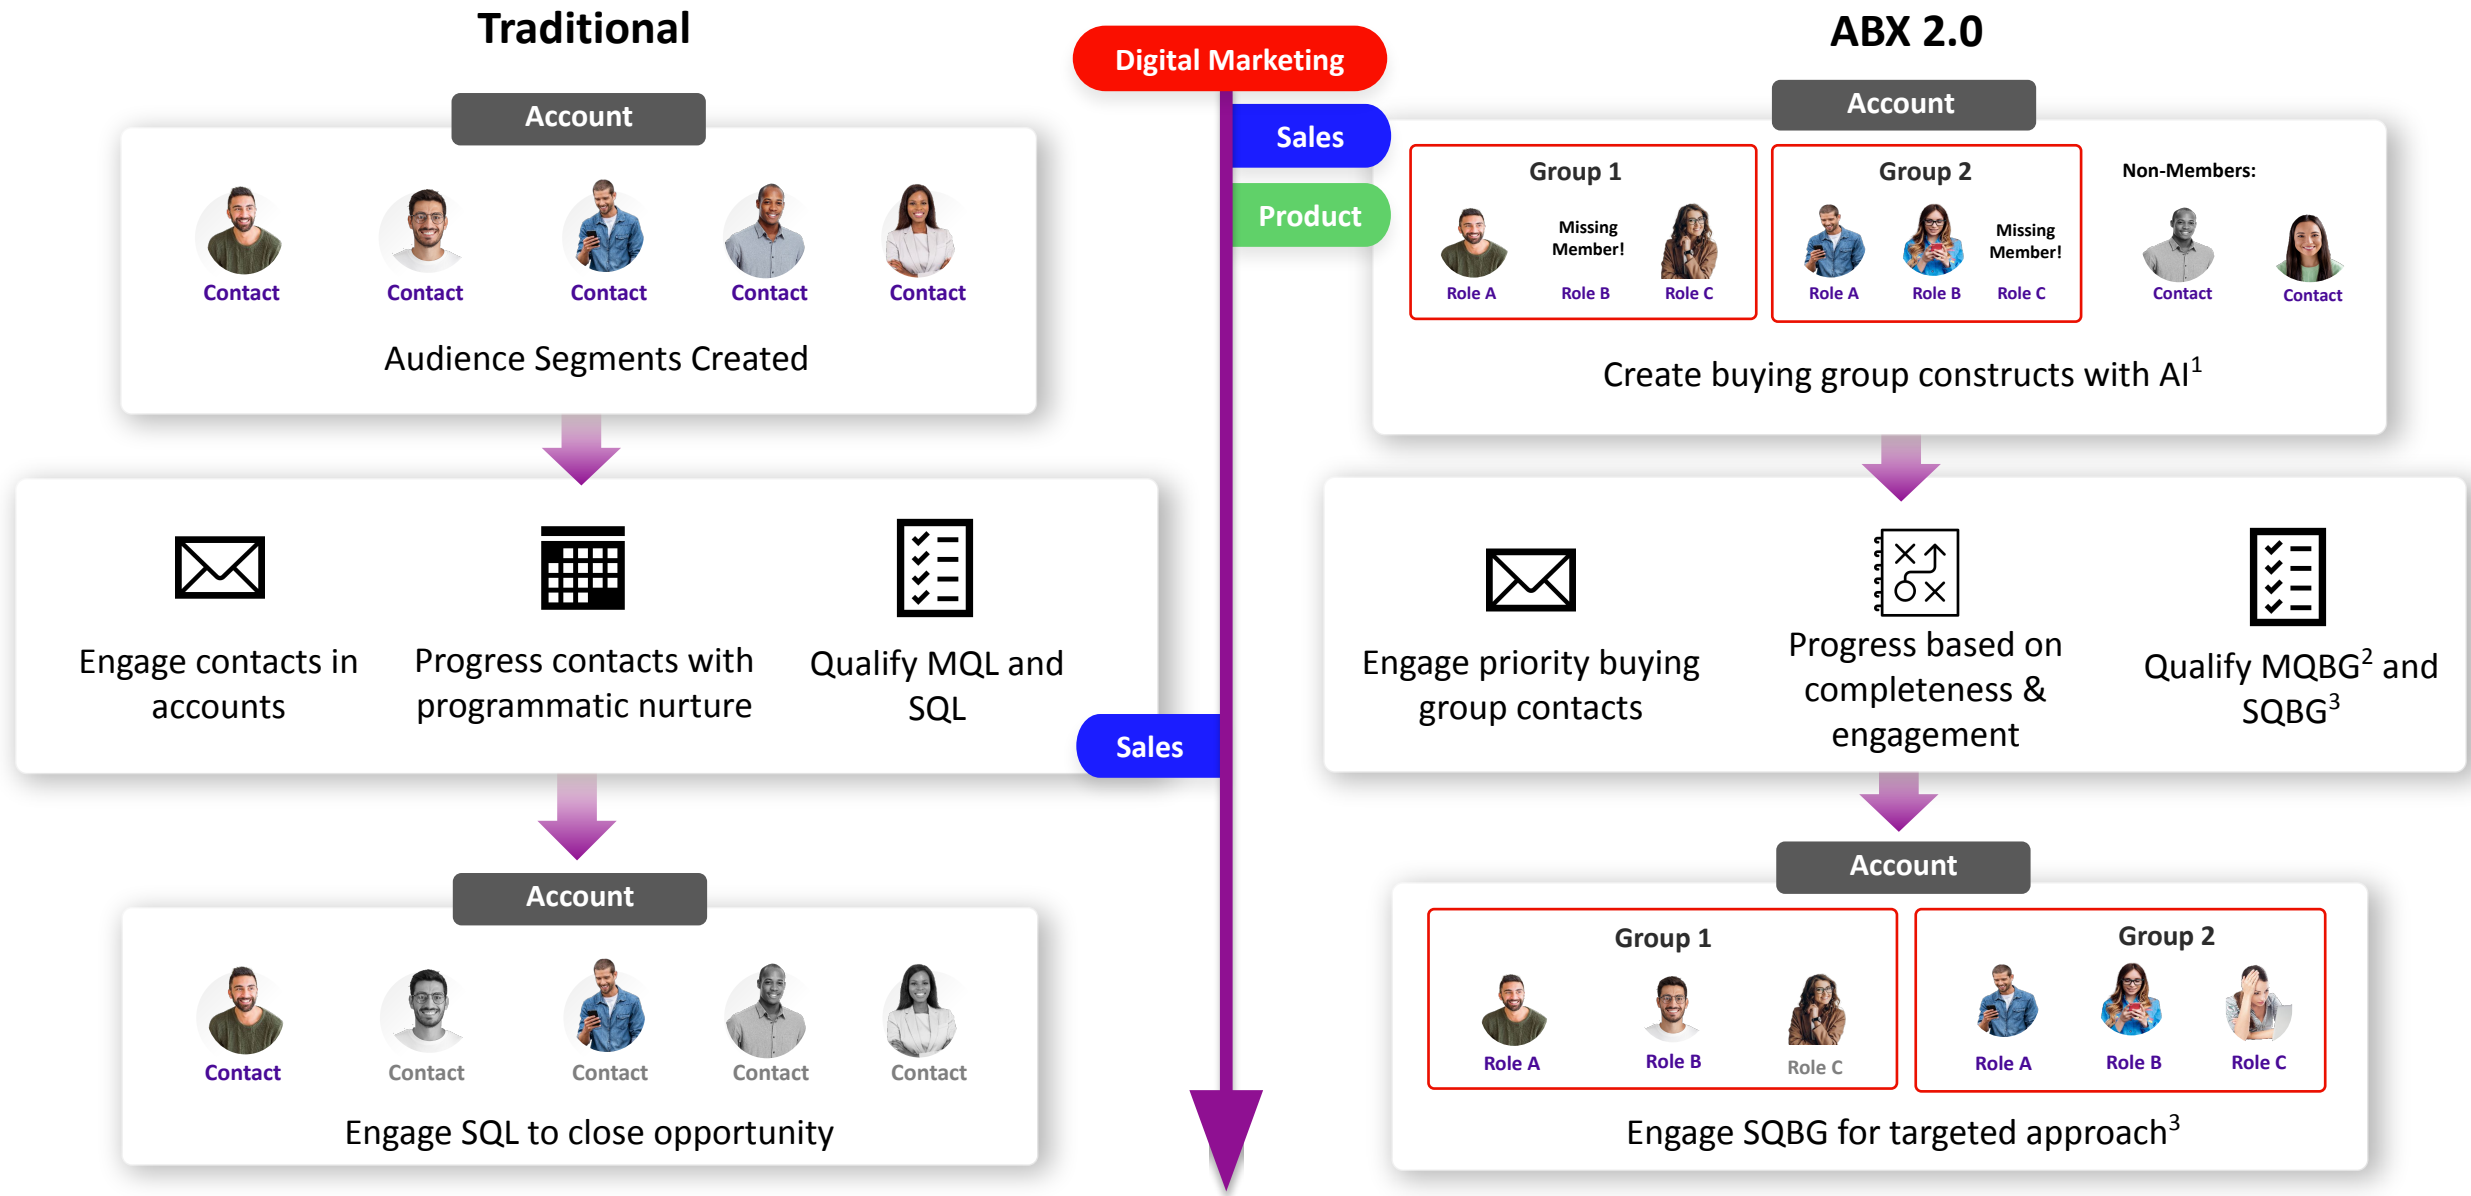 Traditional
Account
Contact
Contact
Contact
Contact
Contact
Audience Segments Created
Engage contacts in
accounts
Progress contacts with
programmatic nurture
Qualify MQL and
SQL
Account
Contact
Contact
Contact
Contact
Contact
Engage SQL to close opportunity
Digital Marketing
Sales
Product
Sales
ABX 2.0
Account
Group 1
Missing
Member!
Role A
Role B
Role C
Group 2
Missing
Member!
Role A
Role B
Role C
Non-Members:
Contact
Contact
Create buying group constructs with AI¹
Engage priority buying
group contacts
Progress based on
completeness &
engagement
Qualify MQBG² and
SQBG³
Account
Group 1
Role A
Role B
Role C
Group 2
Role A
Role B
Role C
Engage SQBG for targeted approach³